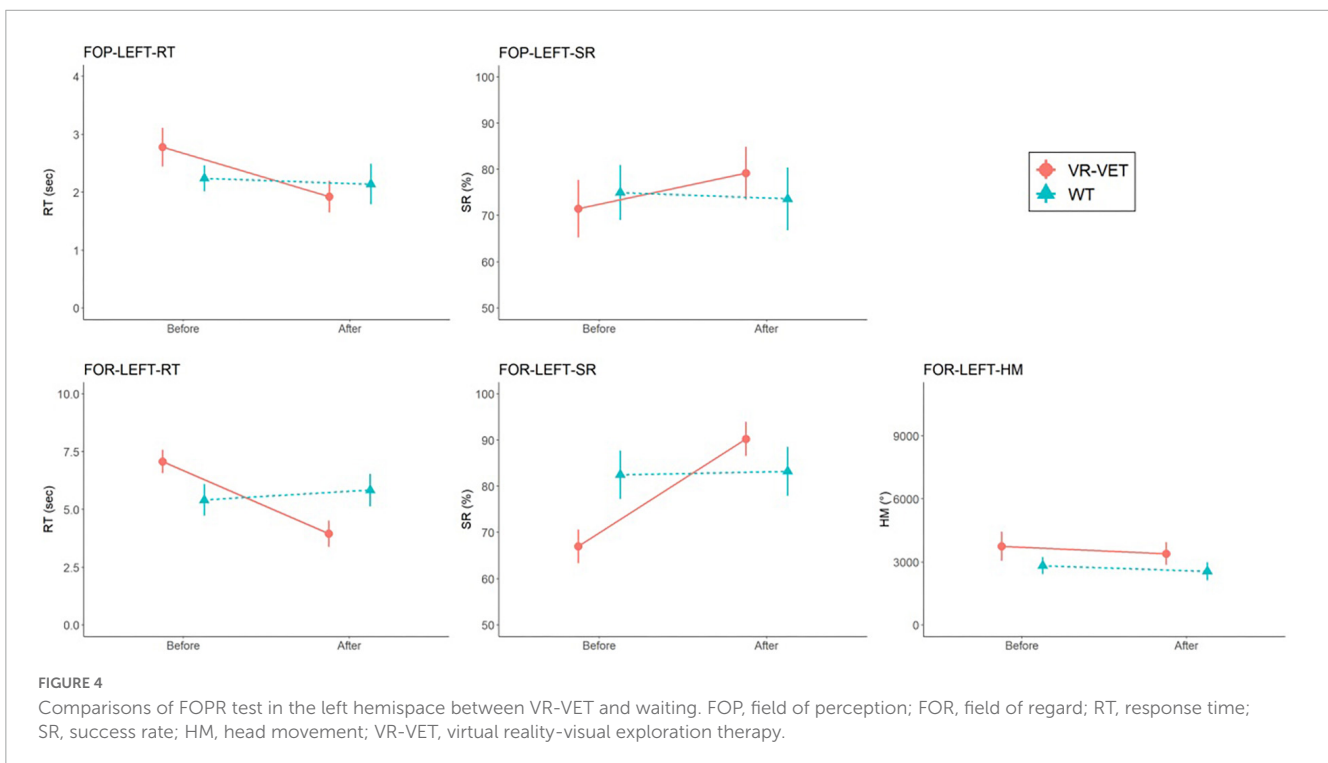 FOP-LEFT-RT
4
3
2
1
0
RT (sec)
Before
After
FOP-LEFT-SR
100
90
80
70
60
50
SR (%)
Before
After
VR-VET
WT
FOR-LEFT-RT
10.0
7.5
5.0
2.5
0.0
RT (sec)
Before
After
FOR-LEFT-SR
100
90
80
70
60
50
SR (%)
Before
After
FOR-LEFT-HM
9000
6000
3000
0
HM (°)
Before
After
FIGURE 4
Comparisons of FOPR test in the left hemispace between VR-VET and waiting. FOP, field of perception; FOR, field of regard; RT, response time;
SR, success rate; HM, head movement; VR-VET, virtual reality-visual exploration therapy.